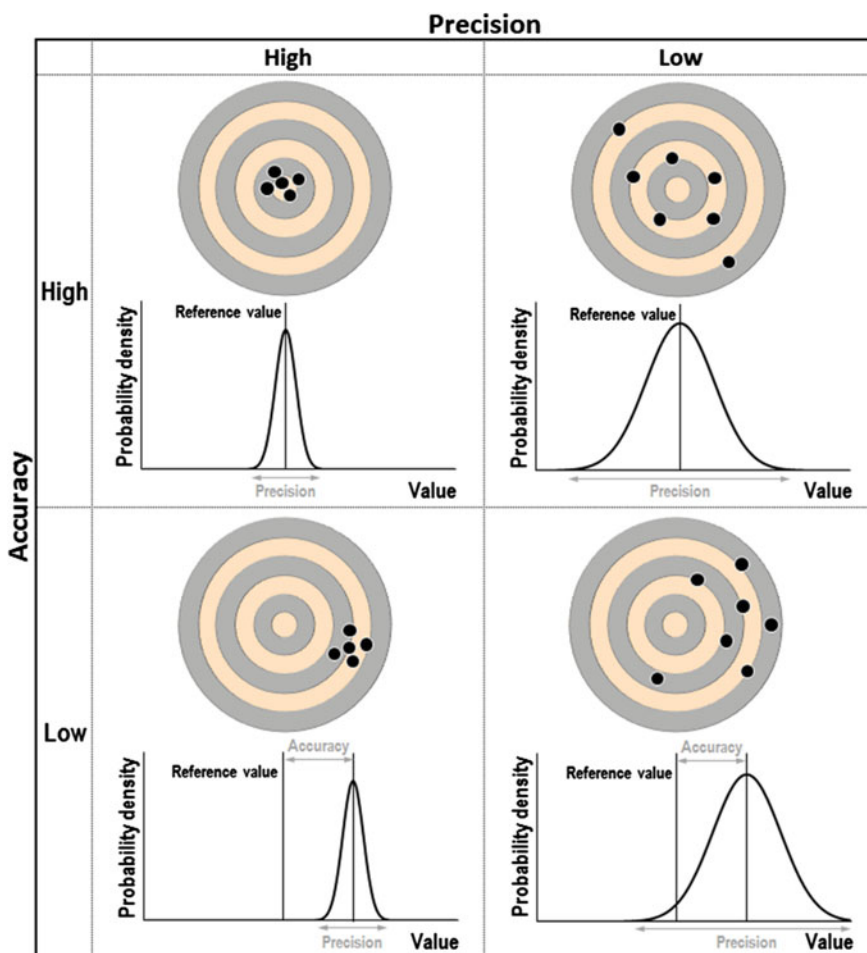 Precision
High Low
Accuracy
High
Reference value
Probability density
Precision
Value
Reference value
Probability density
Precision
Value
Low
Accuracy
Reference value
Probability density
Precision
Value
Accuracy
Reference value
Probability density
Precision
Value